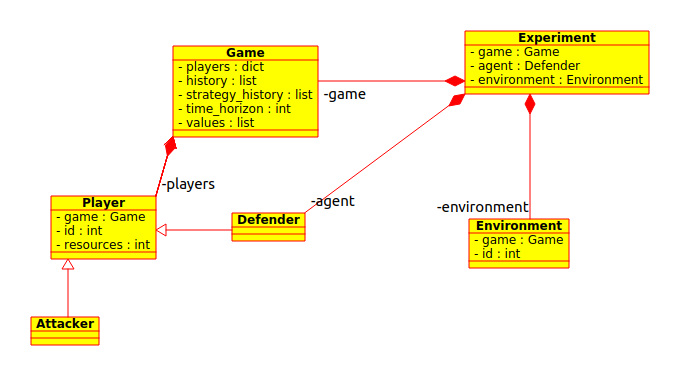 Experiment
- game : Game
- agent : Defender
- environment : Environment
Game
- players : dict
- history : list
- strategy_history : list
- time_horizon : int
- values : list
-game
-players
-agent
-environment
Player
- game : Game
- id : int
- resources : int
Defender
Environment
- game : Game
- id : int
Attacker